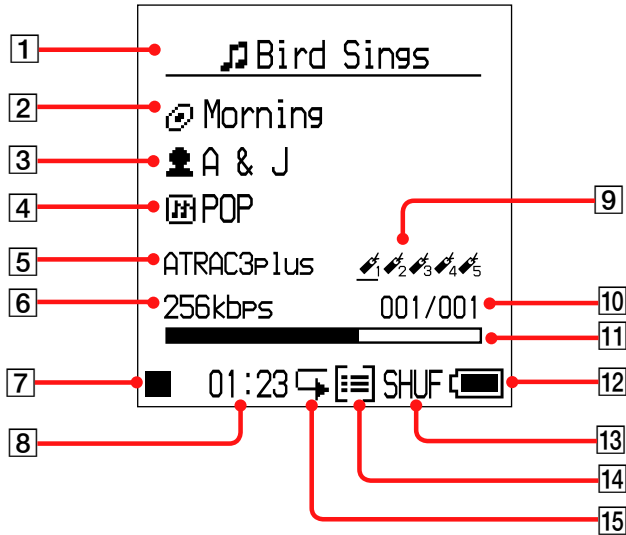 1
Bird Sings
2
Morning
3
A & J
4
POP
9
5
ATRAC3plus
1 2 3 4 5
6
256kbps
001/001
10
11
7
01:23
SHUF
12
8
13
14
15